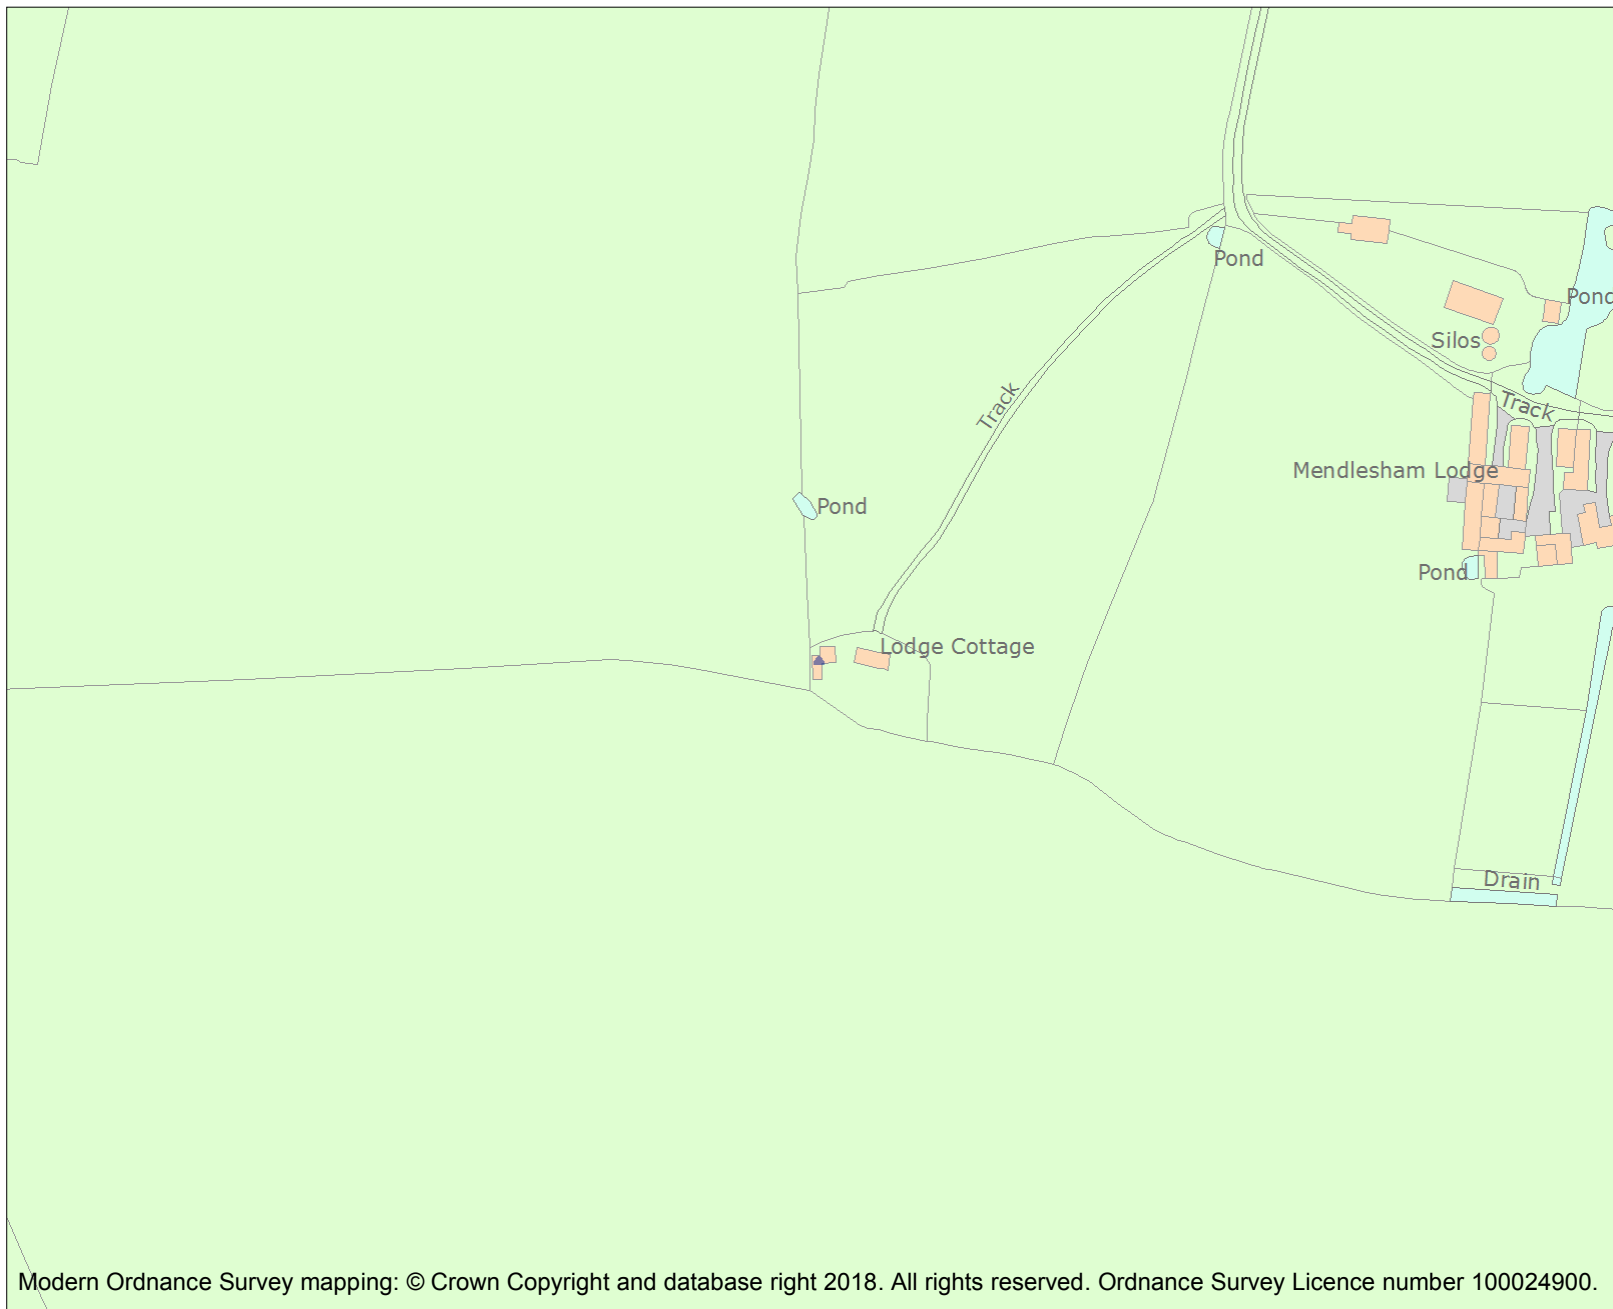 Pond
Pond
Silos
Track
Track
Mendlesham Lodge
Pond
Pond
Lodge Cottage
Drain
Modern Ordnance Survey mapping: © Crown Copyright and database right 2018. All rights reserved. Ordnance Survey Licence number 100024900.